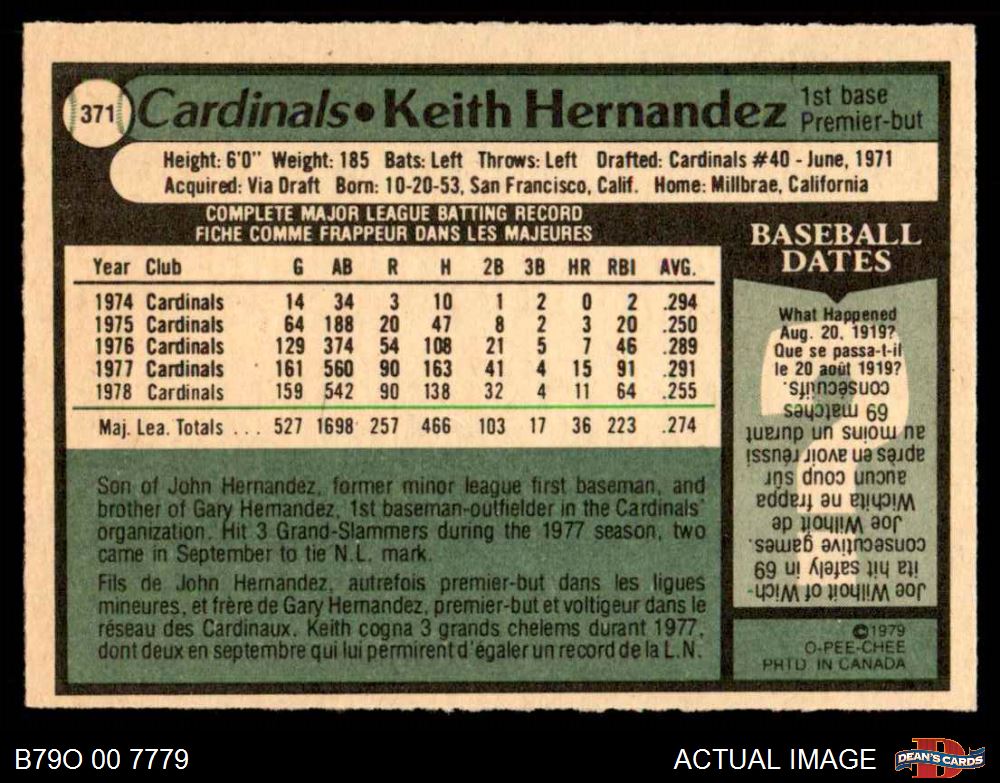 371
Cardinals • Keith Hernandez
1st base
Premier-but
Height: 6'0" Weight: 185 Bats: Left Throws: Left Drafted: Cardinals #40 - June, 1971
Acquired: Via Draft Born: 10-20-53, San Francisco, Calif. Home: Millbrae, California
COMPLETE MAJOR LEAGUE BATTING RECORD
FICHE COMME FRAPPEUR DANS LES MAJEURES
Year Club G AB R H 2B 3B HR RBI AVG.
1974 Cardinals 14 34 3 10 1 2 0 2 .294
1975 Cardinals 64 188 20 47 8 2 3 20 .250
1976 Cardinals 129 374 54 108 21 5 7 46 .289
1977 Cardinals 161 560 90 163 41 4 15 91 .291
1978 Cardinals 159 542 90 138 32 4 11 64 .255
Maj. Lea. Totals ... 527 1698 257 466 103 17 36 223 .274
Son of John Hernandez, former minor league first baseman, and
brother of Gary Hernandez, 1st baseman-outfielder in the Cardinals'
organization. Hit 3 Grand-Slammers during the 1977 season, two
came in September to tie N.L. mark.
Fils de John Hernandez, autrefois premier-but dans les ligues
mineures, et frère de Gary Hernandez, premier-but et voltigeur dans le
réseau des Cardinaux. Keith cogna 3 grands chelems durant 1977,
dont deux en septembre qui lui permirent d'égaler un record de la L.N.
BASEBALL
DATES
What Happened
Aug. 20, 1919?
Que se passa-t-il
le 20 août 1919?
Joe Wilhoit of Wich-
ita hit safely in 69
consecutive games.
Joe Wilhoit de
Wichita ne frappa
aucun coup sûr
après en avoir réussi
au moins un durant
69 matches
consécutifs.
©1979
O-PEE-CHEE
PRTD. IN CANADA
B79O 00 7779
ACTUAL IMAGE
DEAN'S CARDS